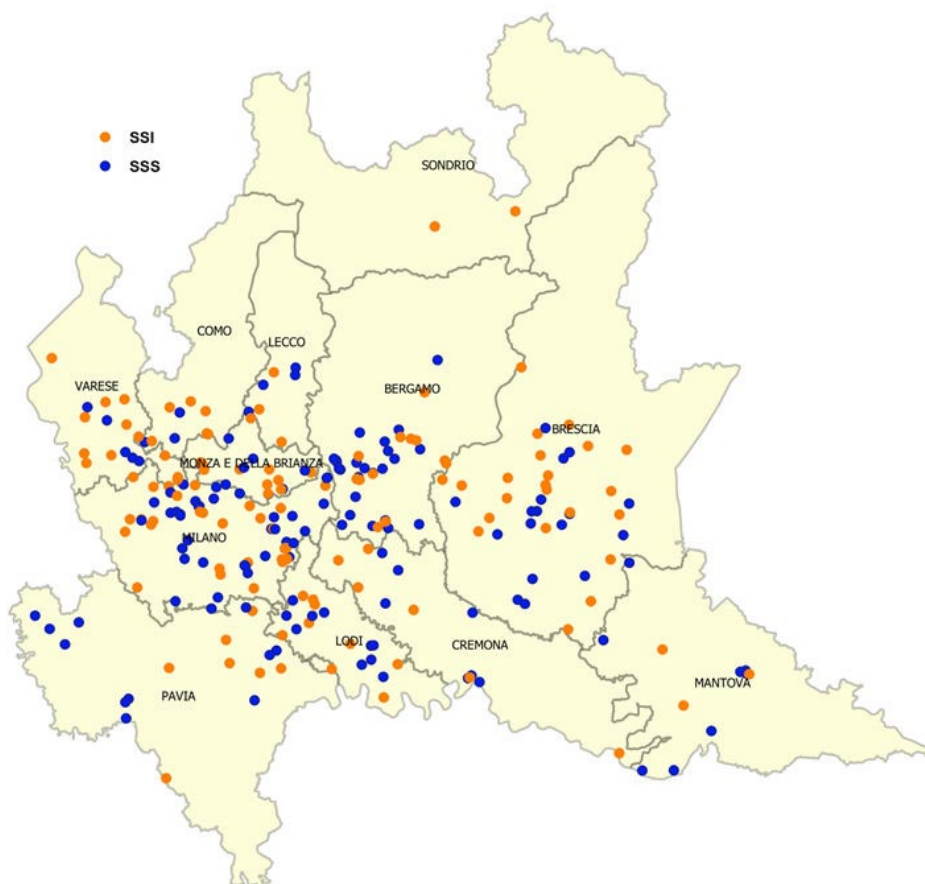 SSI
SSS
SONDRIO
COMO
LECCO
VARESE
BERGAMO
BRESCIA
MONZA E DELLA BRIANZA
MILANO
LODI
CREMONA
PAVIA
MANTOVA